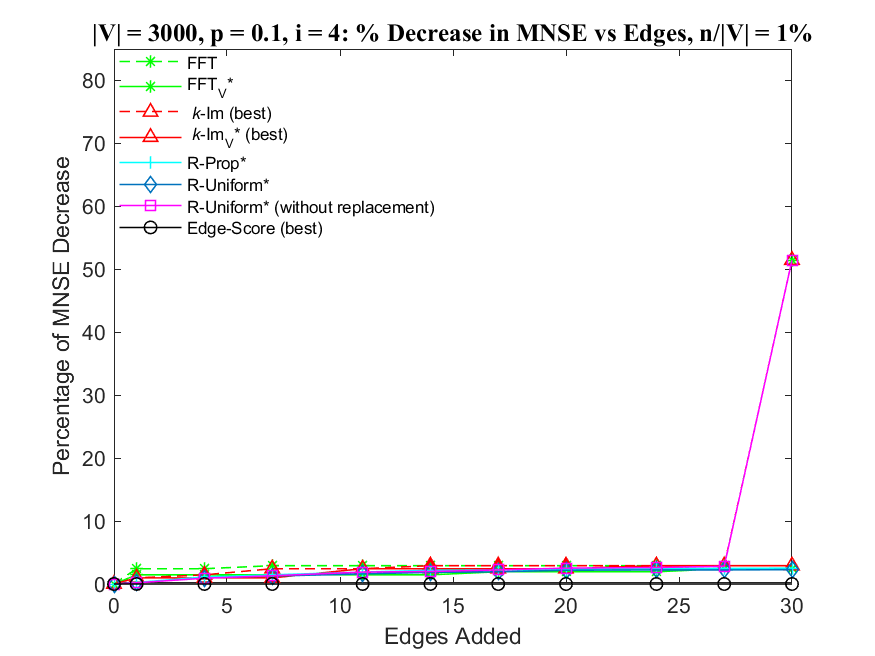 |V| = 3000, p = 0.1, i = 4: % Decrease in MNSE vs Edges, n/|V| = 1%
FFT
FFT_V*
k-Im (best)
k-Im_V* (best)
R-Prop*
R-Uniform*
R-Uniform* (without replacement)
Edge-Score (best)
Percentage of MNSE Decrease
80
70
60
50
40
30
20
10
0
0 5 10 15 20 25 30
Edges Added